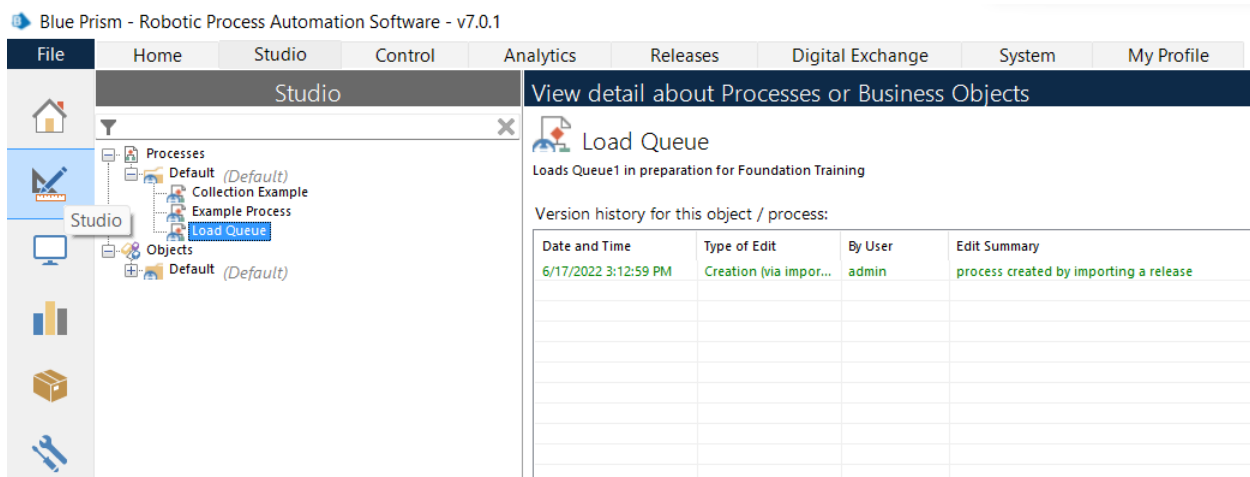 Blue Prism - Robotic Process Automation Software - v7.0.1
File Home Studio Control Analytics Releases Digital Exchange System My Profile
Studio
View detail about Processes or Business Objects
Processes
Default (Default)
Collection Example
Example Process
Load Queue
Objects
Default (Default)
Studio
Load Queue
Loads Queue1 in preparation for Foundation Training
Version history for this object / process:
Date and Time Type of Edit By User Edit Summary
6/17/2022 3:12:59 PM Creation (via impor... admin process created by importing a release